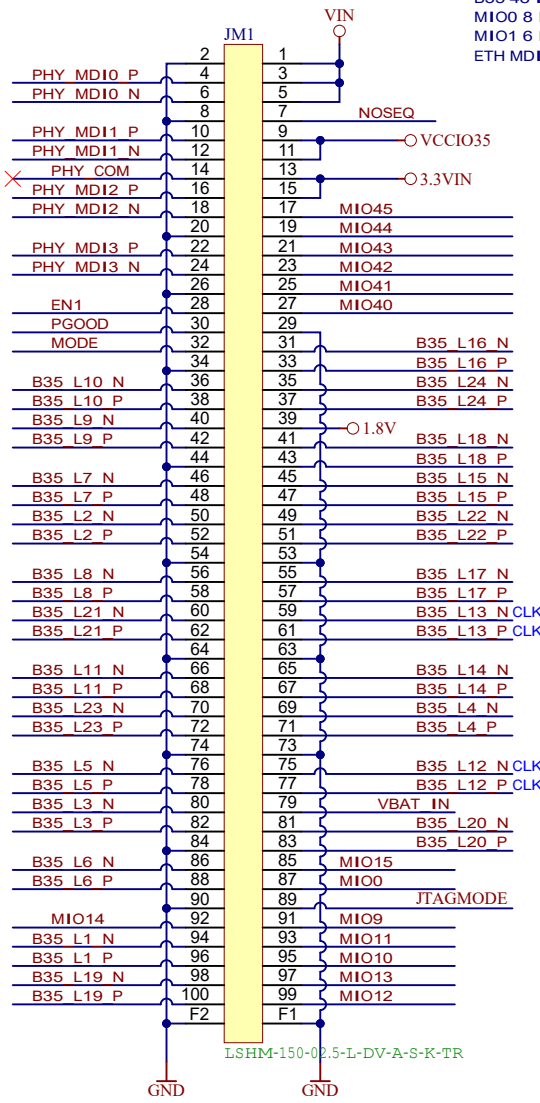 B35 48
MIO0 8
MIO1 6
ETH MDI
VIN
JM1
2 1
PHY_MDI0_P 4 3
PHY_MDI0_N 6 5
8 7 NOSEQ
PHY_MDI1_P 10 9 VCCIO35
PHY_MDI1_N 12 11
PHY_COM 14 13 3.3VIN
PHY_MDI2_P 16 15
PHY_MDI2_N 18 17 MIO45
20 19 MIO44
PHY_MDI3_P 22 21 MIO43
PHY_MDI3_N 24 23 MIO42
26 25 MIO41
EN1 28 27 MIO40
PGOOD 30 29
MODE 32 31 B35_L16_N
34 33 B35_L16_P
B35_L10_N 36 35 B35_L24_N
B35_L10_P 38 37 B35_L24_P
B35_L9_N 40 39 1.8V
B35_L9_P 42 41 B35_L18_N
44 43 B35_L18_P
B35_L7_N 46 45 B35_L15_N
B35_L7_P 48 47 B35_L15_P
B35_L2_N 50 49 B35_L22_N
B35_L2_P 52 51 B35_L22_P
54 53
B35_L8_N 56 55 B35_L17_N
B35_L8_P 58 57 B35_L17_P
B35_L21_N 60 59 B35_L13_N CLK
B35_L21_P 62 61 B35_L13_P CLK
64 63
B35_L11_N 66 65 B35_L14_N
B35_L11_P 68 67 B35_L14_P
B35_L23_N 70 69 B35_L4_N
B35_L23_P 72 71 B35_L4_P
74 73
B35_L5_N 76 75 B35_L12_N CLK
B35_L5_P 78 77 B35_L12_P CLK
B35_L3_N 80 79 VBAT_IN
B35_L3_P 82 81 B35_L20_N
84 83 B35_L20_P
B35_L6_N 86 85 MIO15
B35_L6_P 88 87 MIO0
90 89 JTAGMODE
MIO14 92 91 MIO9
B35_L1_N 94 93 MIO11
B35_L1_P 96 95 MIO10
B35_L19_N 98 97 MIO13
B35_L19_P 100 99 MIO12
F2 F1
LSHM-150-02.5-L-DV-A-S-K-TR
GND GND